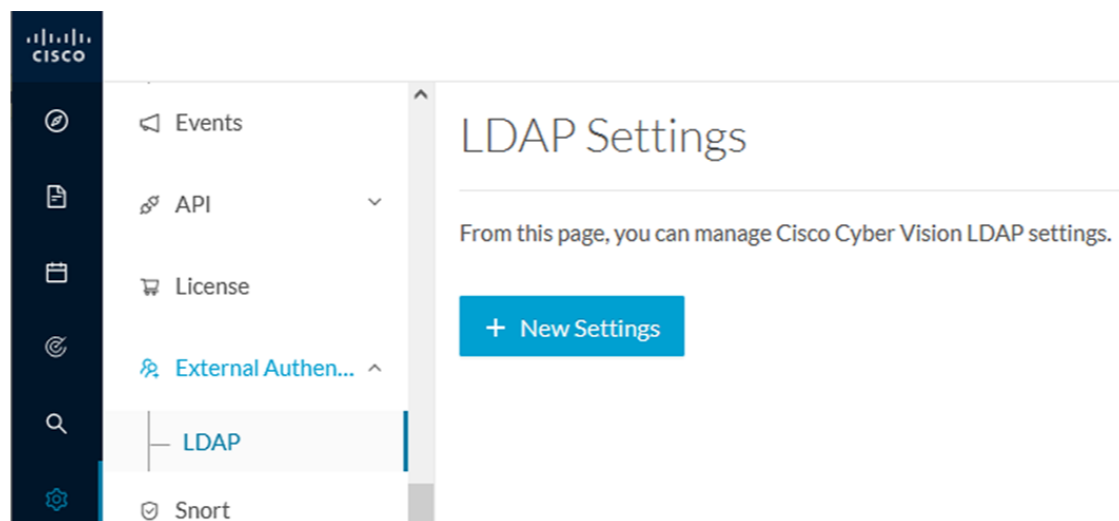 CISCO
Events
API
License
External Authen...
LDAP
Snort
LDAP Settings
From this page, you can manage Cisco Cyber Vision LDAP settings.
+ New Settings